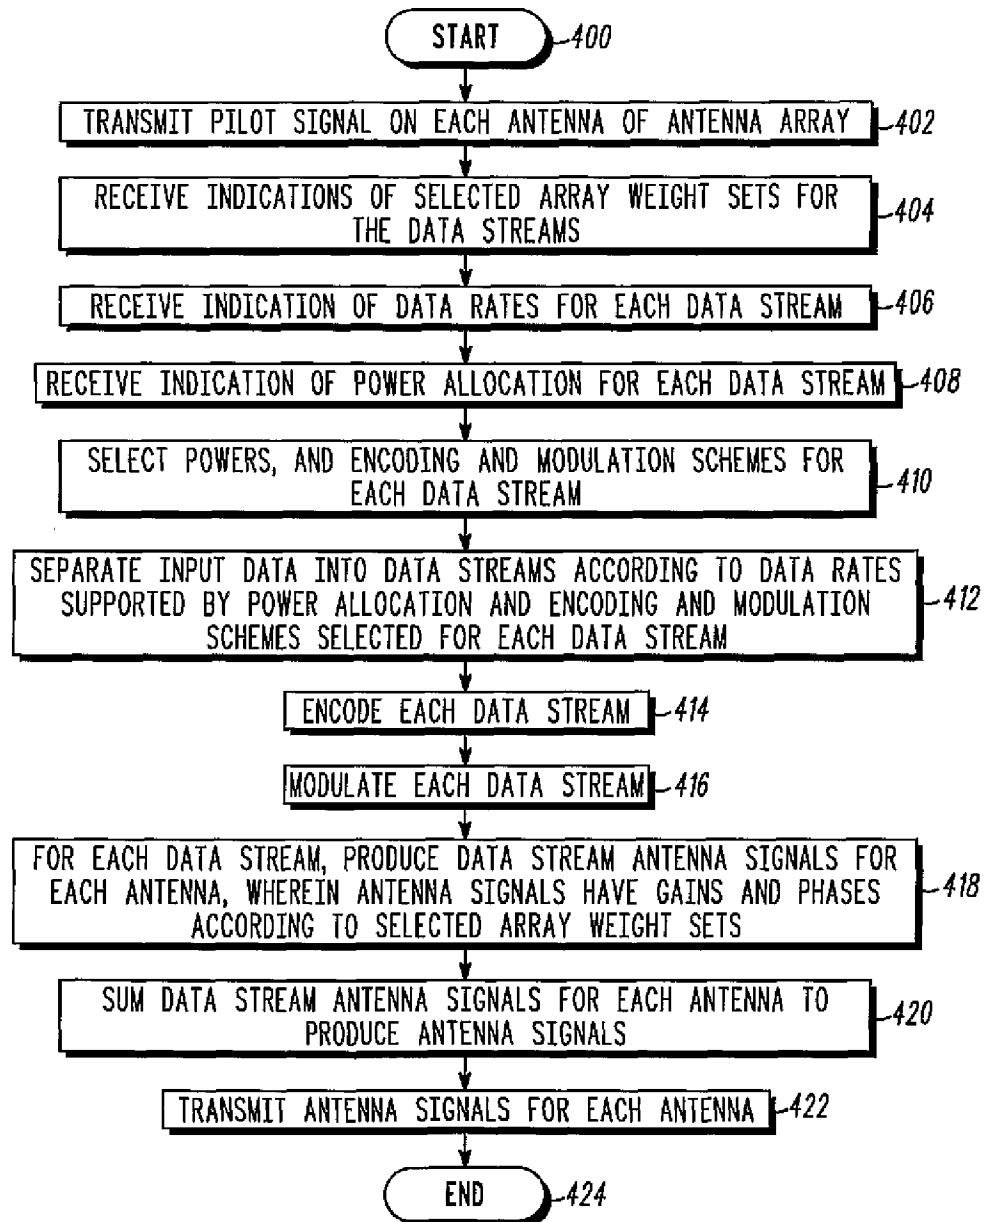 START 400
TRANSMIT PILOT SIGNAL ON EACH ANTENNA OF ANTENNA ARRAY 402
RECEIVE INDICATIONS OF SELECTED ARRAY WEIGHT SETS FOR
THE DATA STREAMS 404
RECEIVE INDICATION OF DATA RATES FOR EACH DATA STREAM 406
RECEIVE INDICATION OF POWER ALLOCATION FOR EACH DATA STREAM 408
SELECT POWERS, AND ENCODING AND MODULATION SCHEMES FOR
EACH DATA STREAM 410
SEPARATE INPUT DATA INTO DATA STREAMS ACCORDING TO DATA RATES
SUPPORTED BY POWER ALLOCATION AND ENCODING AND MODULATION 412
SCHEMES SELECTED FOR EACH DATA STREAM
ENCODE EACH DATA STREAM 414
MODULATE EACH DATA STREAM 416
FOR EACH DATA STREAM, PRODUCE DATA STREAM ANTENNA SIGNALS FOR
EACH ANTENNA, WHEREIN ANTENNA SIGNALS HAVE GAINS AND PHASES 418
ACCORDING TO SELECTED ARRAY WEIGHT SETS
SUM DATA STREAM ANTENNA SIGNALS FOR EACH ANTENNA TO
PRODUCE ANTENNA SIGNALS 420
TRANSMIT ANTENNA SIGNALS FOR EACH ANTENNA 422
END 424